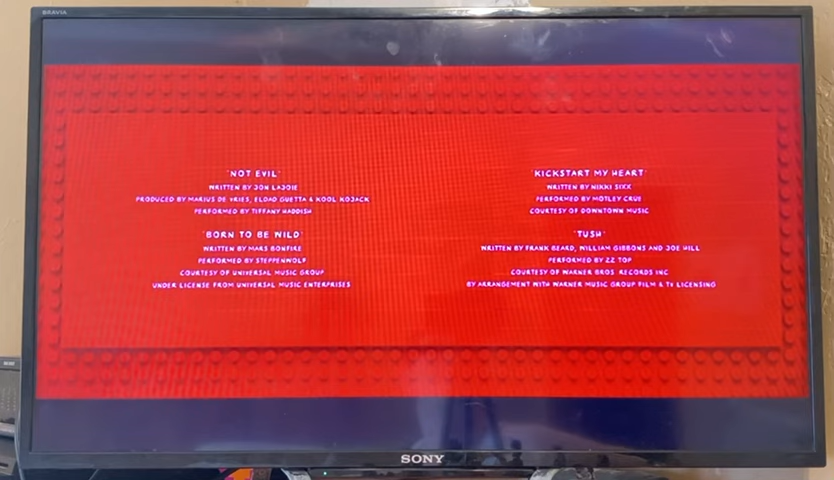 BRAVIA
"NOT EVIL"
WRITTEN BY JON LAJOIE
PRODUCED BY MARIUS DE VRIES, ELDAD GUETTA & KOOL KOJACK
PERFORMED BY TIFFANY HADDISH
"BORN TO BE WILD"
WRITTEN BY MARS BONFIRE
PERFORMED BY STEPPENWOLF
COURTESY OF UNIVERSAL MUSIC GROUP
UNDER LICENSE FROM UNIVERSAL MUSIC ENTERPRISES
"KICKSTART MY HEART"
WRITTEN BY NIKKI SIXX
PERFORMED BY MOTLEY CRUE
COURTESY OF DOWNTOWN MUSIC
"TUSH"
WRITTEN BY FRANK BEARD, WILLIAM GIBBONS AND JOE HILL
PERFORMED BY ZZ TOP
COURTESY OF WARNER BROS. RECORDS INC
BY ARRANGEMENT WITH WARNER MUSIC GROUP FILM & TV LICENSING
SONY